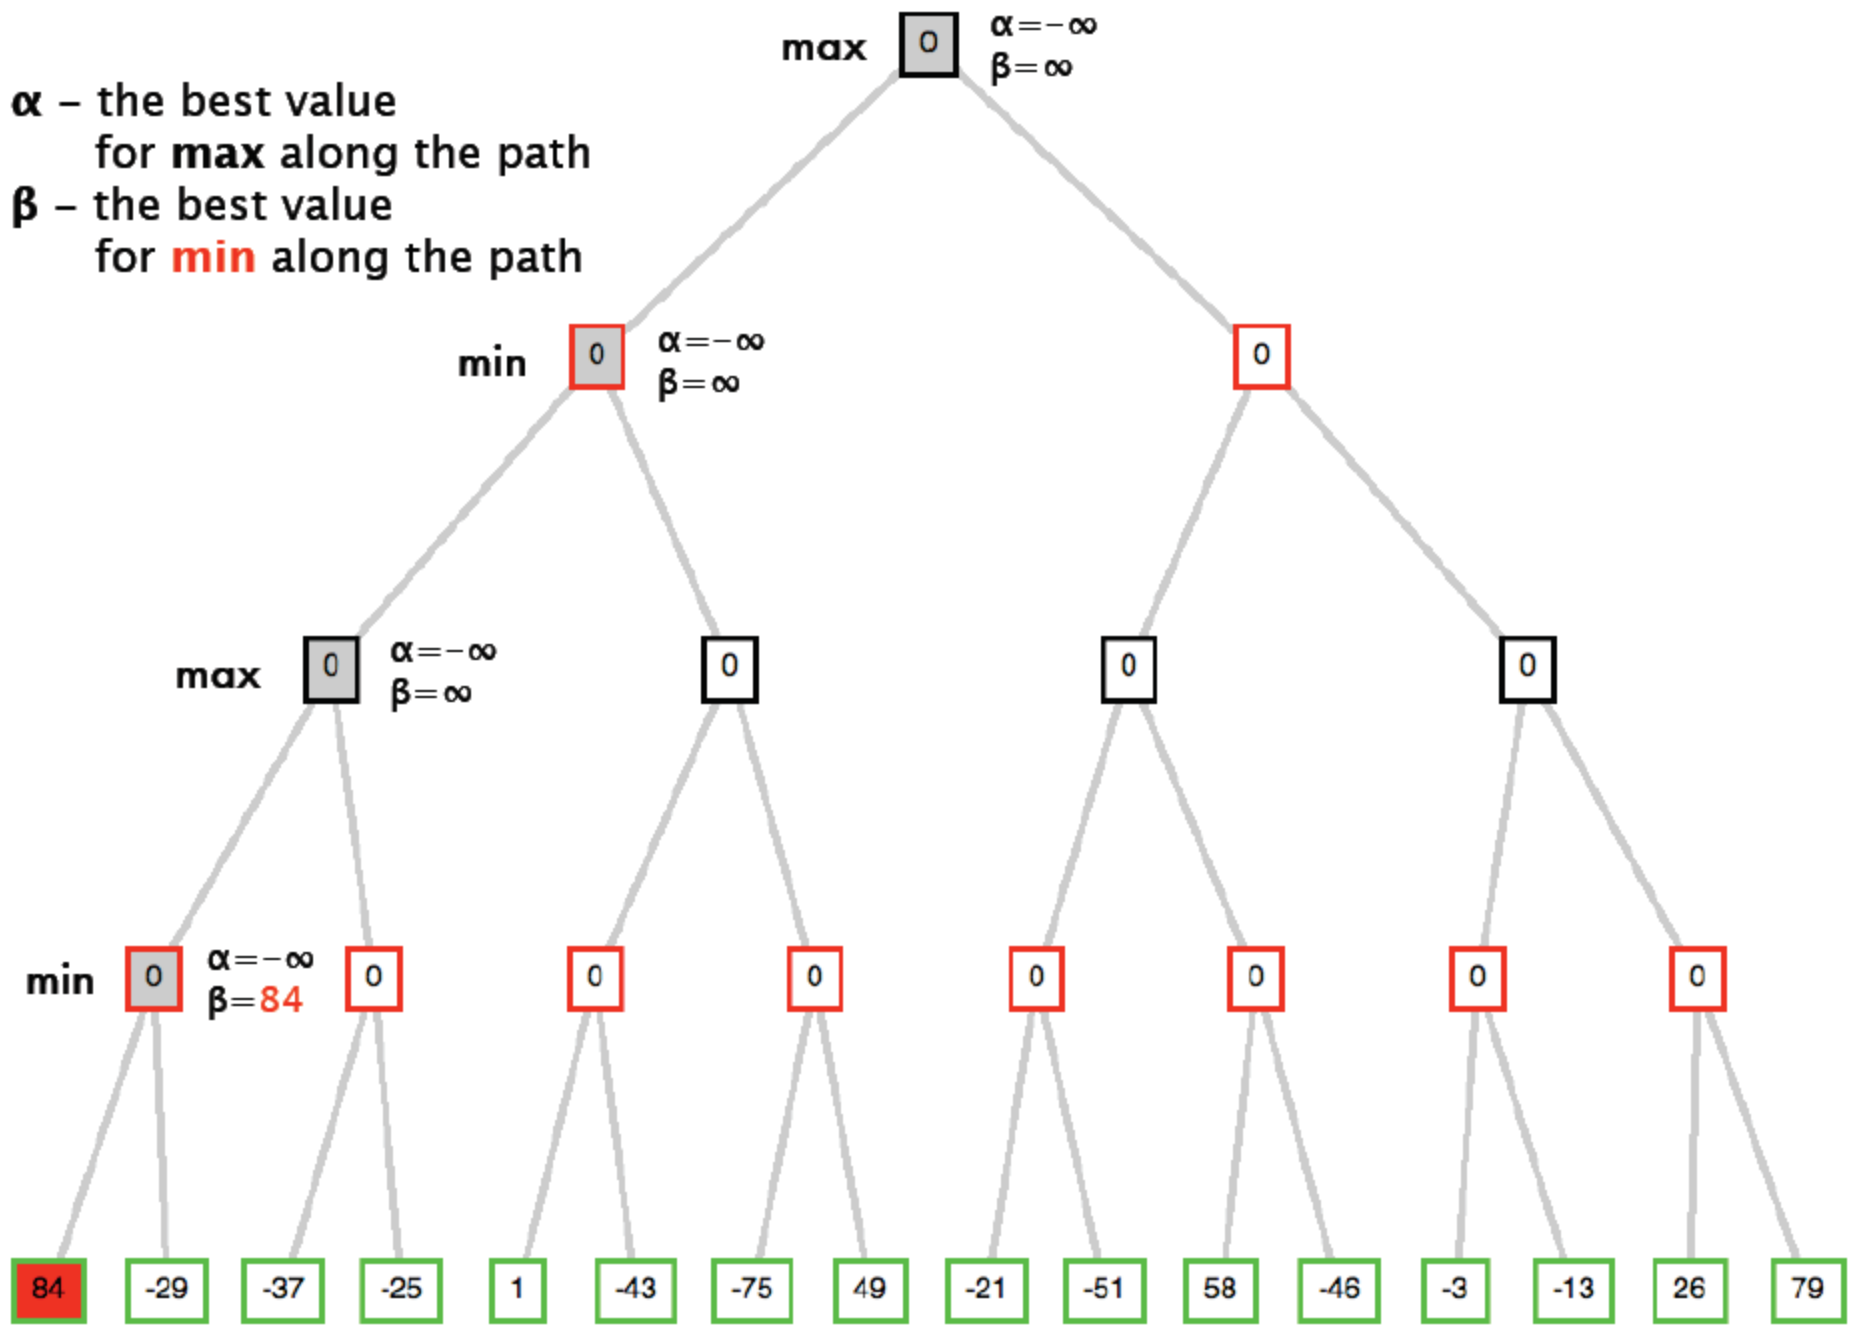 max 0 α=−∞
β=∞
α – the best value
for max along the path
β – the best value
for min along the path
min 0 α=−∞ 0
β=∞
max 0 α=−∞ 0 0 0
β=∞
min 0 α=−∞ 0 0 0 0 0 0 0
β=84
84 -29 -37 -25 1 -43 -75 49 -21 -51 58 -46 -3 -13 26 79